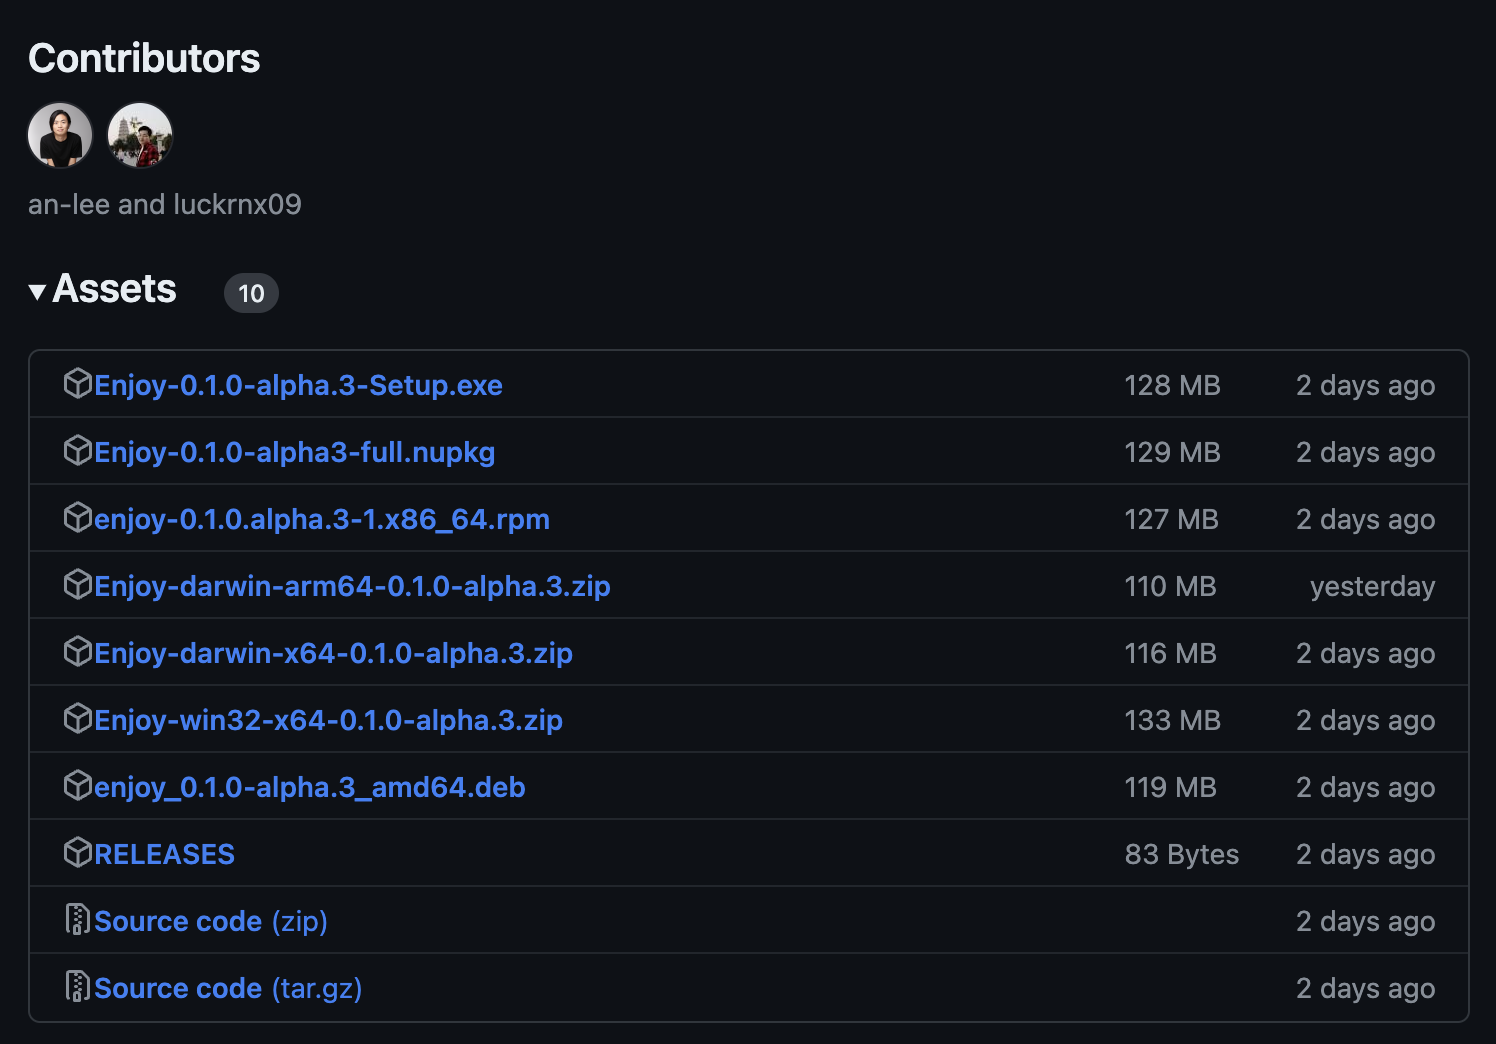 Contributors
an-lee and luckrnx09
Assets 10
Enjoy-0.1.0-alpha.3-Setup.exe 128 MB 2 days ago
Enjoy-0.1.0-alpha3-full.nupkg 129 MB 2 days ago
enjoy-0.1.0.alpha.3-1.x86_64.rpm 127 MB 2 days ago
Enjoy-darwin-arm64-0.1.0-alpha.3.zip 110 MB yesterday
Enjoy-darwin-x64-0.1.0-alpha.3.zip 116 MB 2 days ago
Enjoy-win32-x64-0.1.0-alpha.3.zip 133 MB 2 days ago
enjoy_0.1.0-alpha.3_amd64.deb 119 MB 2 days ago
RELEASES 83 Bytes 2 days ago
Source code (zip) 2 days ago
Source code (tar.gz) 2 days ago